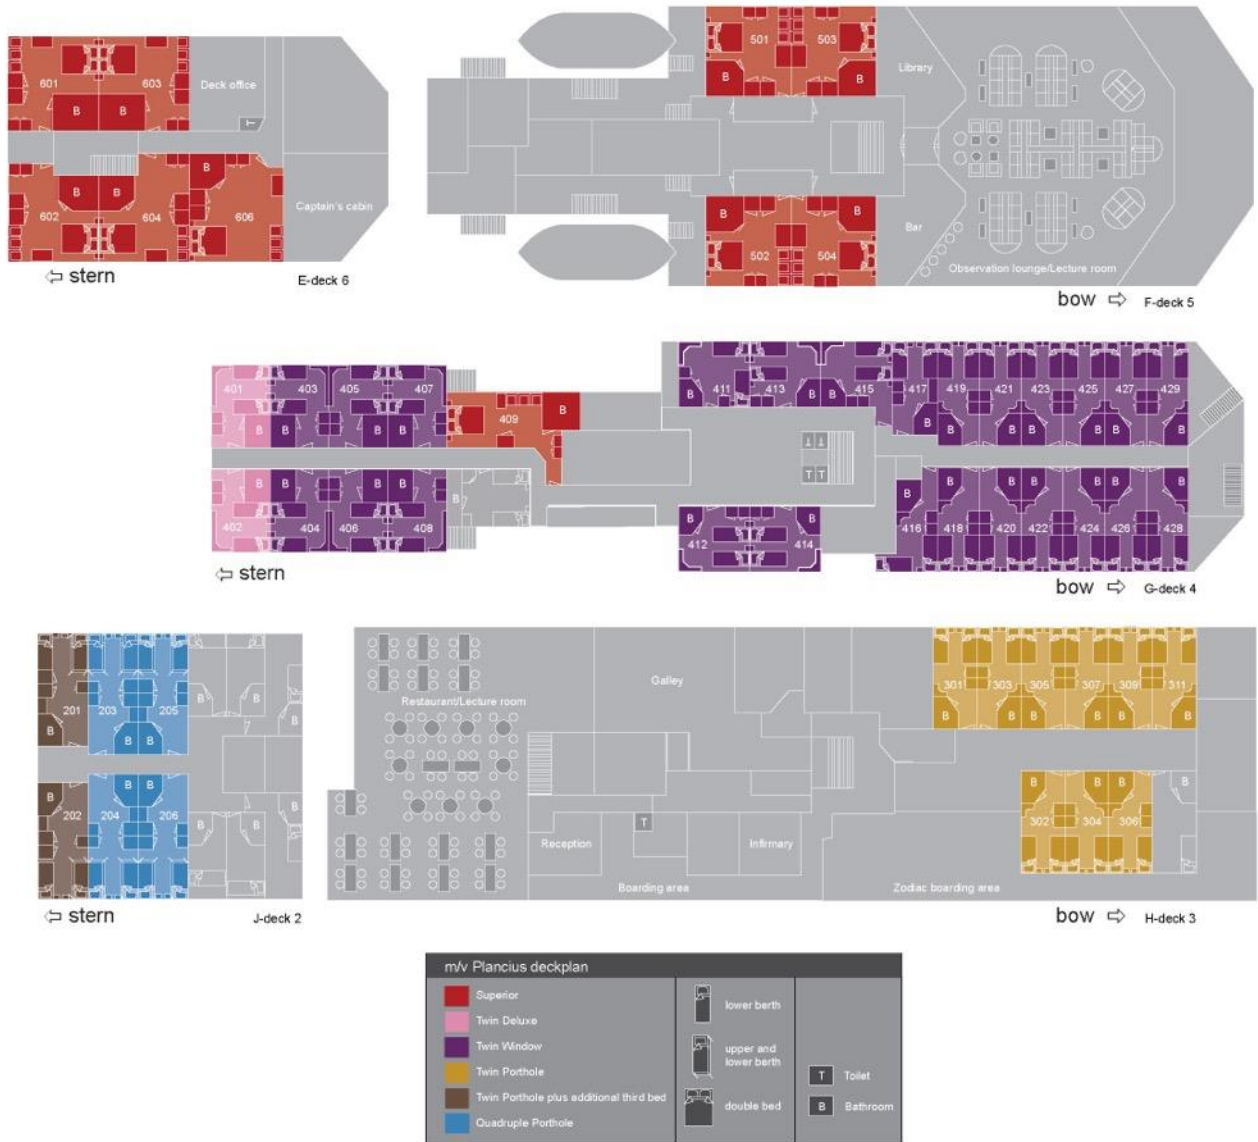 601
603
Deck office
T
B
B
B
B
B
602
604
606
Captain's cabin
⇦ stern
E-deck 6
501
503
B
B
Library
B
B
502
504
Bar
Observation lounge/Lecture room
bow ⇨
F-deck 5
401
403
405
407
409
B
B
B
B
B
B
B
B
B
B
402
404
406
408
411
413
415
417
419
421
423
425
427
429
B
B
B
B
B
B
B
B
B
B
T
T
T
T
B
B
B
B
B
B
B
B
B
412
414
416
418
420
422
424
426
428
⇦ stern
bow ⇨
G-deck 4
201
203
205
B
B
B
B
B
B
B
B
B
B
B
202
204
206
⇦ stern
J-deck 2
Restaurant/Lecture room
Galley
301
303
305
307
309
311
B
B
B
B
B
B
B
B
B
B
302
304
306
T
Reception
Infirmary
Boarding area
Zodiac boarding area
bow ⇨
H-deck 3
m/v Plancius deckplan
Superior
Twin Deluxe
Twin Window
Twin Porthole
Twin Porthole plus additional third bed
Quadruple Porthole
lower berth
upper and
lower berth
double bed
T Toilet
B Bathroom